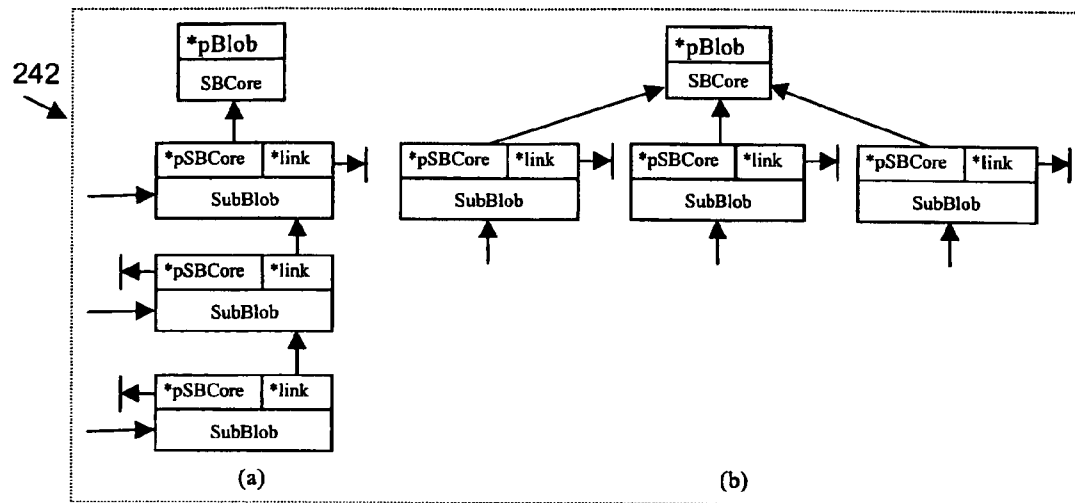 242
*pBlob
SBCore
*pSBCore *link
SubBlob
*pSBCore *link
SubBlob
*pSBCore *link
SubBlob
(a)
*pBlob
SBCore
*pSBCore *link
SubBlob
*pSBCore *link
SubBlob
*pSBCore *link
SubBlob
(b)